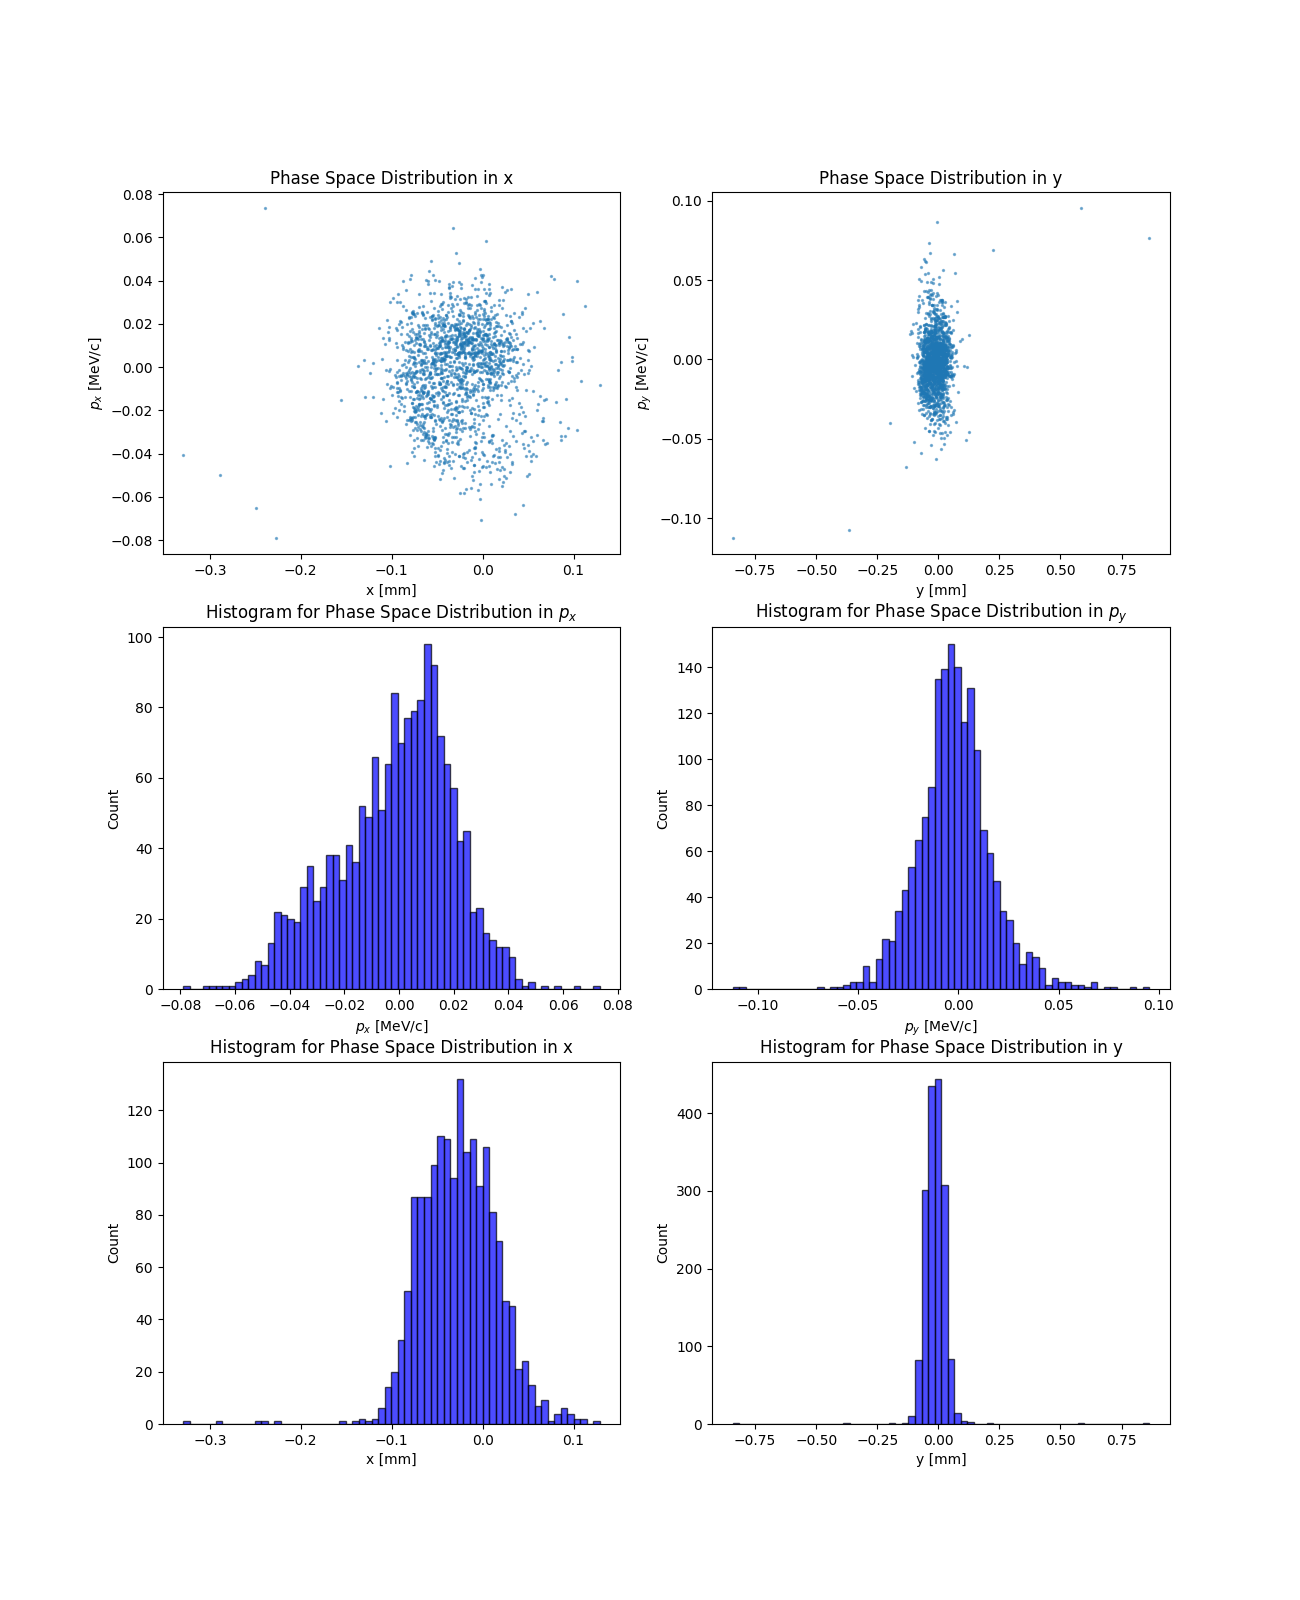 Phase Space Distribution in x
0.08
0.06
0.04
0.02
0.00
−0.02
−0.04
−0.06
−0.08
pₓ [MeV/c]
−0.3 −0.2 −0.1 0.0 0.1
x [mm]
Phase Space Distribution in y
0.10
0.05
0.00
−0.05
−0.10
p_y [MeV/c]
−0.75 −0.50 −0.25 0.00 0.25 0.50 0.75
y [mm]
Histogram for Phase Space Distribution in pₓ
100
80
60
40
20
0
Count
−0.08 −0.06 −0.04 −0.02 0.00 0.02 0.04 0.06 0.08
pₓ [MeV/c]
Histogram for Phase Space Distribution in p_y
140
120
100
80
60
40
20
0
Count
−0.10 −0.05 0.00 0.05 0.10
p_y [MeV/c]
Histogram for Phase Space Distribution in x
120
100
80
60
40
20
0
Count
−0.3 −0.2 −0.1 0.0 0.1
x [mm]
Histogram for Phase Space Distribution in y
400
300
200
100
0
Count
−0.75 −0.50 −0.25 0.00 0.25 0.50 0.75
y [mm]